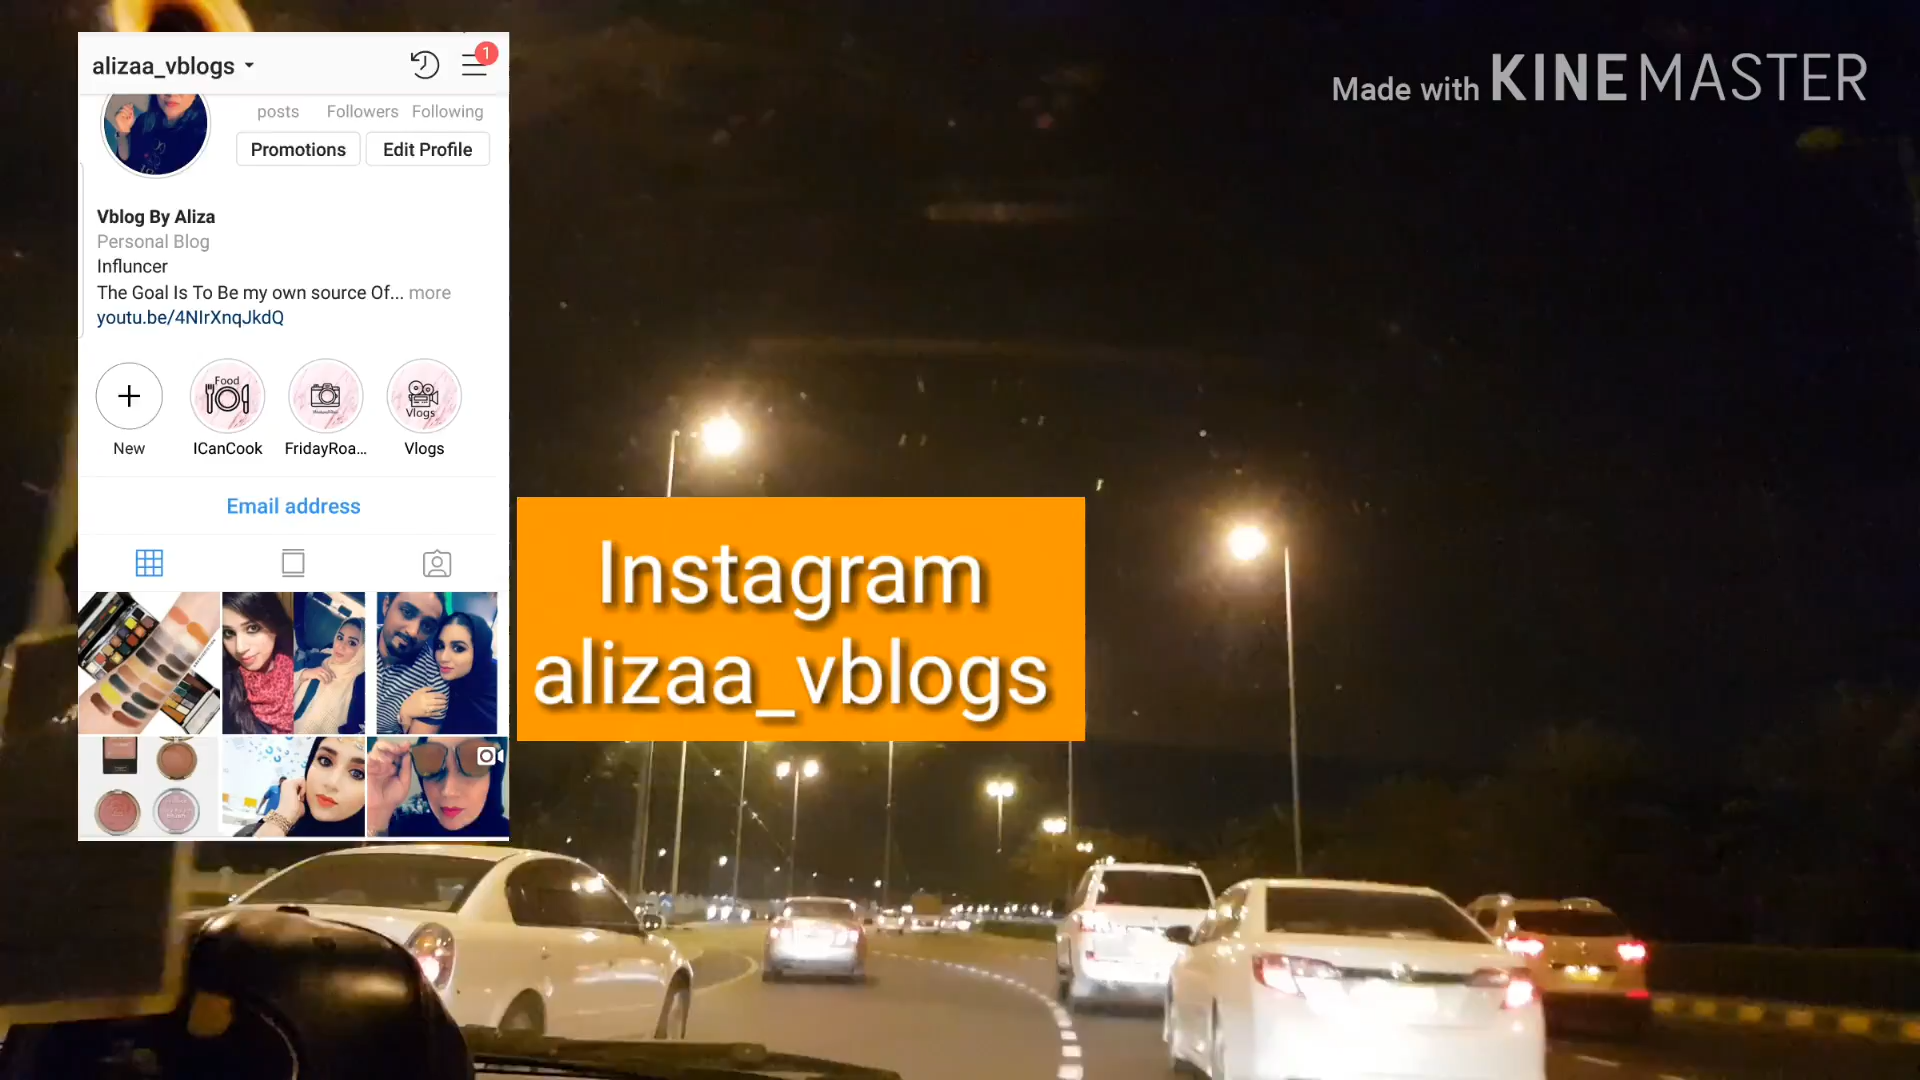 alizaa_vblogs
1
posts Followers Following
Promotions Edit Profile
Vblog By Aliza
Personal Blog
Influncer
The Goal Is To Be my own source Of... more
youtu.be/4NIrXnqJkdQ
Food
Vlogs
New ICanCook FridayRoa... Vlogs
Email address
Made with KINEMASTER
Instagram
alizaa_vblogs